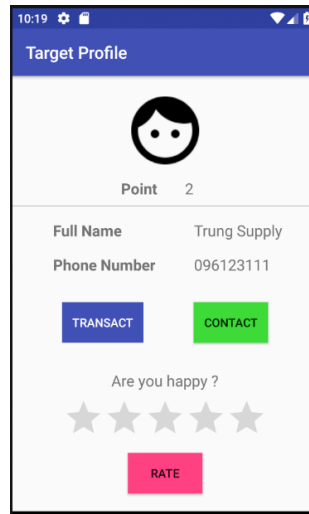 10:19
Target Profile
Point 2
Full Name Trung Supply
Phone Number 096123111
TRANSACT CONTACT
Are you happy ?
RATE